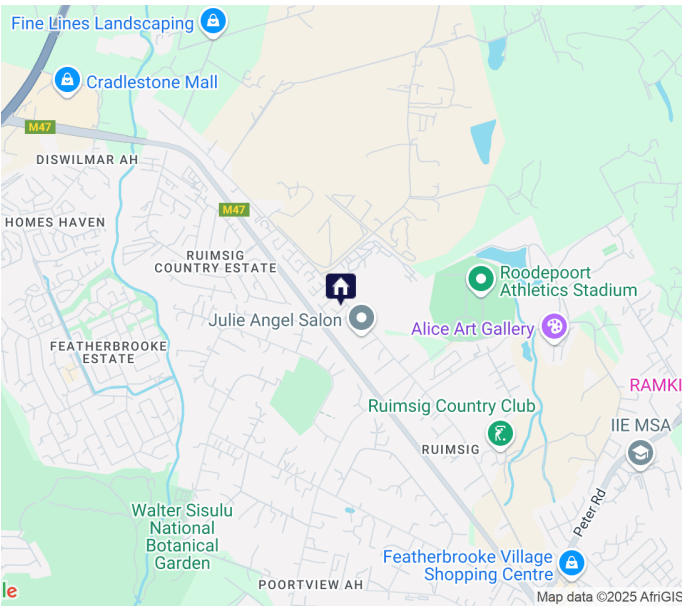 Fine Lines Landscaping
Cradlestone Mall
M47
DISWILMAR AH
M47
HOMES HAVEN
RUIMSIG
COUNTRY ESTATE
Roodepoort
Athletics Stadium
Julie Angel Salon
Alice Art Gallery
FEATHERBROOKE
ESTATE
RAMKI
Ruimsig Country Club
IIE MSA
RUIMSIG
Peter Rd
Walter Sisulu
National
Botanical
Garden
Featherbrooke Village
Shopping Centre
POORTVIEW AH
le
Map data ©2025 AfriGIS